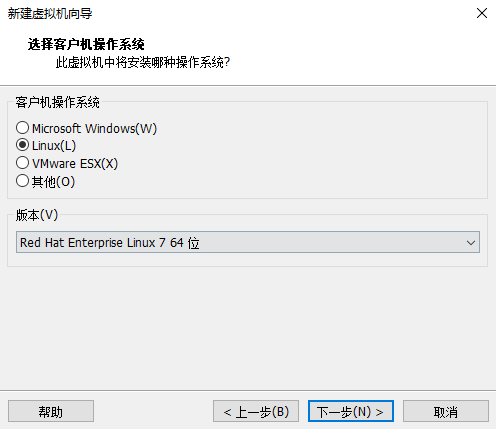 新建虚拟机向导
选择客户机操作系统
此虚拟机中将安装哪种操作系统?
客户机操作系统
Microsoft Windows(W)
Linux(L)
VMware ESX(X)
其他(O)
版本(V)
Red Hat Enterprise Linux 7 64 位
帮助
< 上一步(B)
下一步(N) >
取消